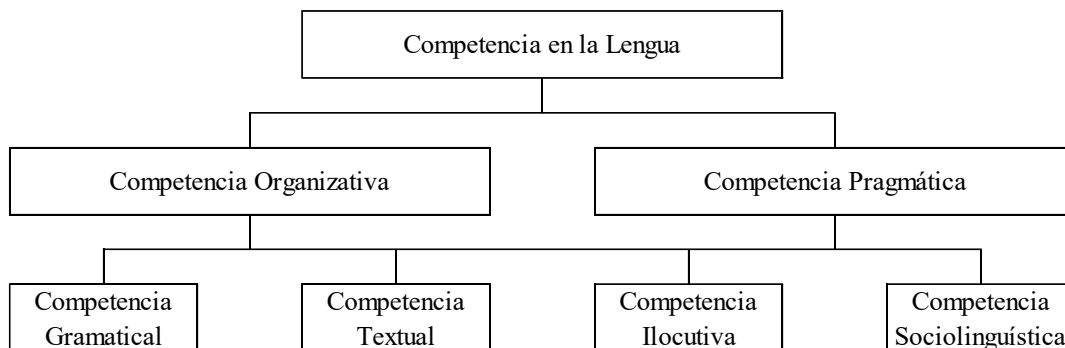 Competencia en la Lengua
Competencia Organizativa
Competencia Pragmática
Competencia
Gramatical
Competencia
Textual
Competencia
Ilocutiva
Competencia
Sociolinguística